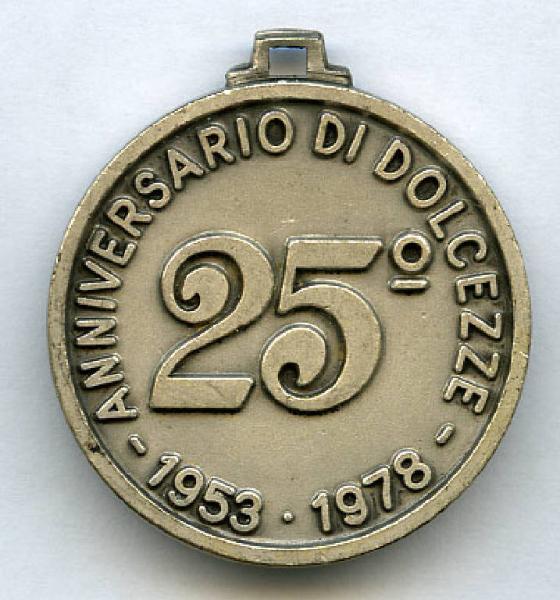 ANNIVERSARIO DI DOLCEZZE
25º
- 1953 · 1978 -